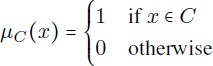 μ_C(x) = { 1 if x ∈ C
0 otherwise